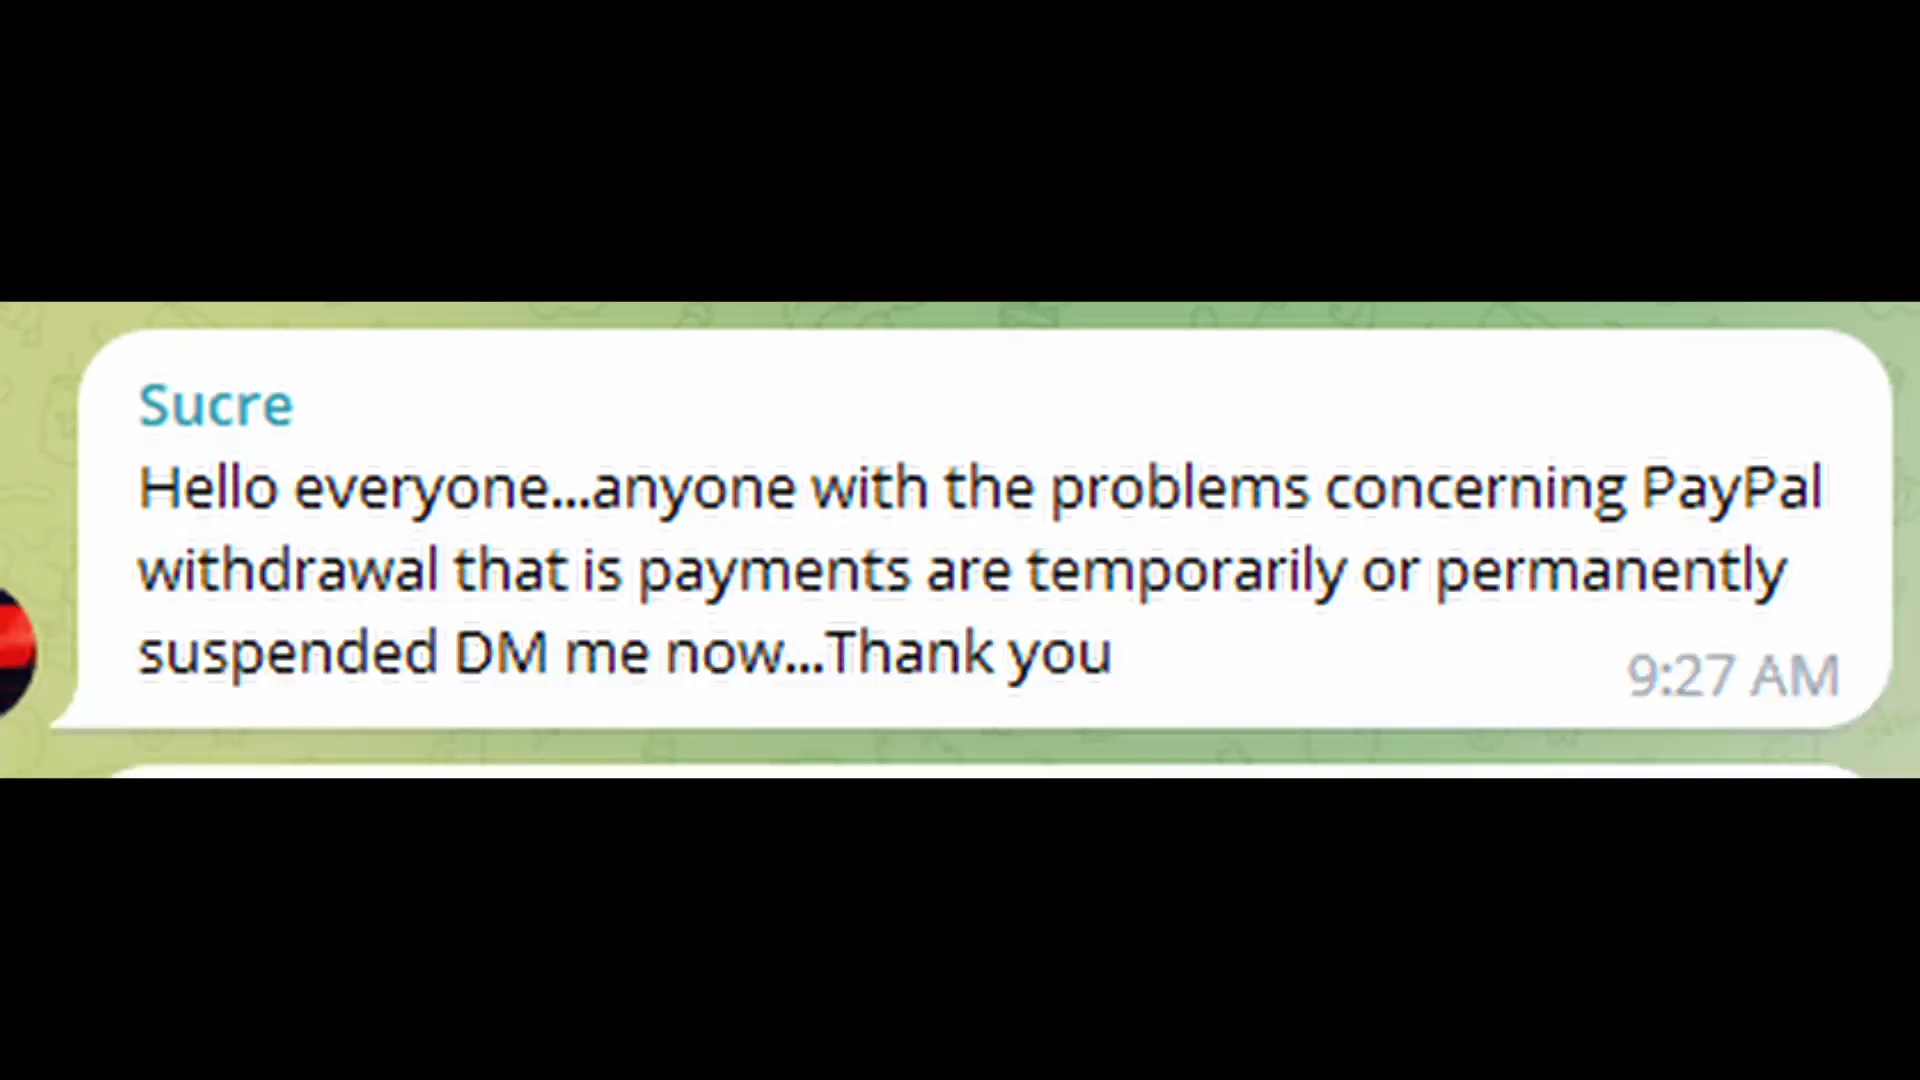 Sucre
Hello everyone...anyone with the problems concerning PayPal
withdrawal that is payments are temporarily or permanently
suspended DM me now...Thank you
9:27 AM